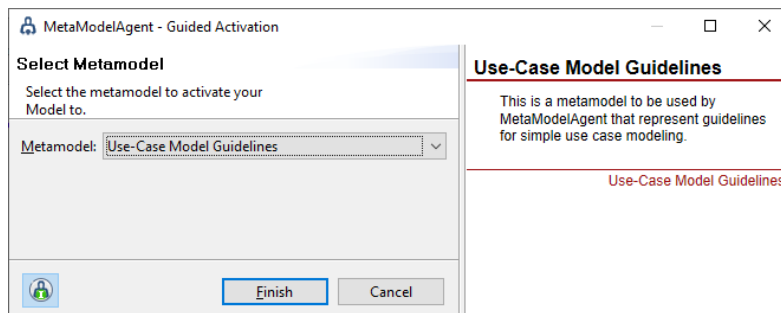 MetaModelAgent - Guided Activation
Select Metamodel
Select the metamodel to activate your
Model to.
Metamodel: Use-Case Model Guidelines
Finish
Cancel
Use-Case Model Guidelines
This is a metamodel to be used by
MetaModelAgent that represent guidelines
for simple use case modeling.
Use-Case Model Guidelines